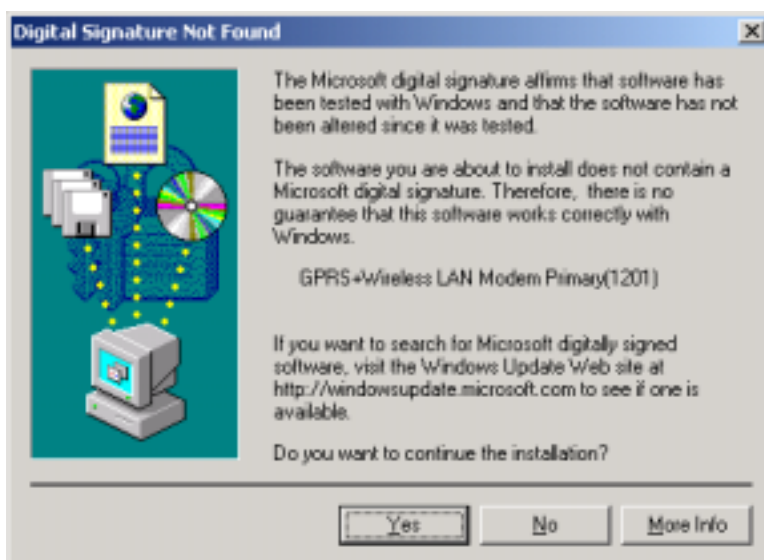 Digital Signature Not Found
The Microsoft digital signature affirms that software has
been tested with Windows and that the software has not
been altered since it was tested.
The software you are about to install does not contain a
Microsoft digital signature. Therefore, there is no
guarantee that this software works correctly with
Windows.
GPRS+Wireless LAN Modem Primary(1201)
If you want to search for Microsoft digitally signed
software, visit the Windows Update Web site at
http://windowsupdate.microsoft.com to see if one is
available.
Do you want to continue the installation?
Yes No More Info